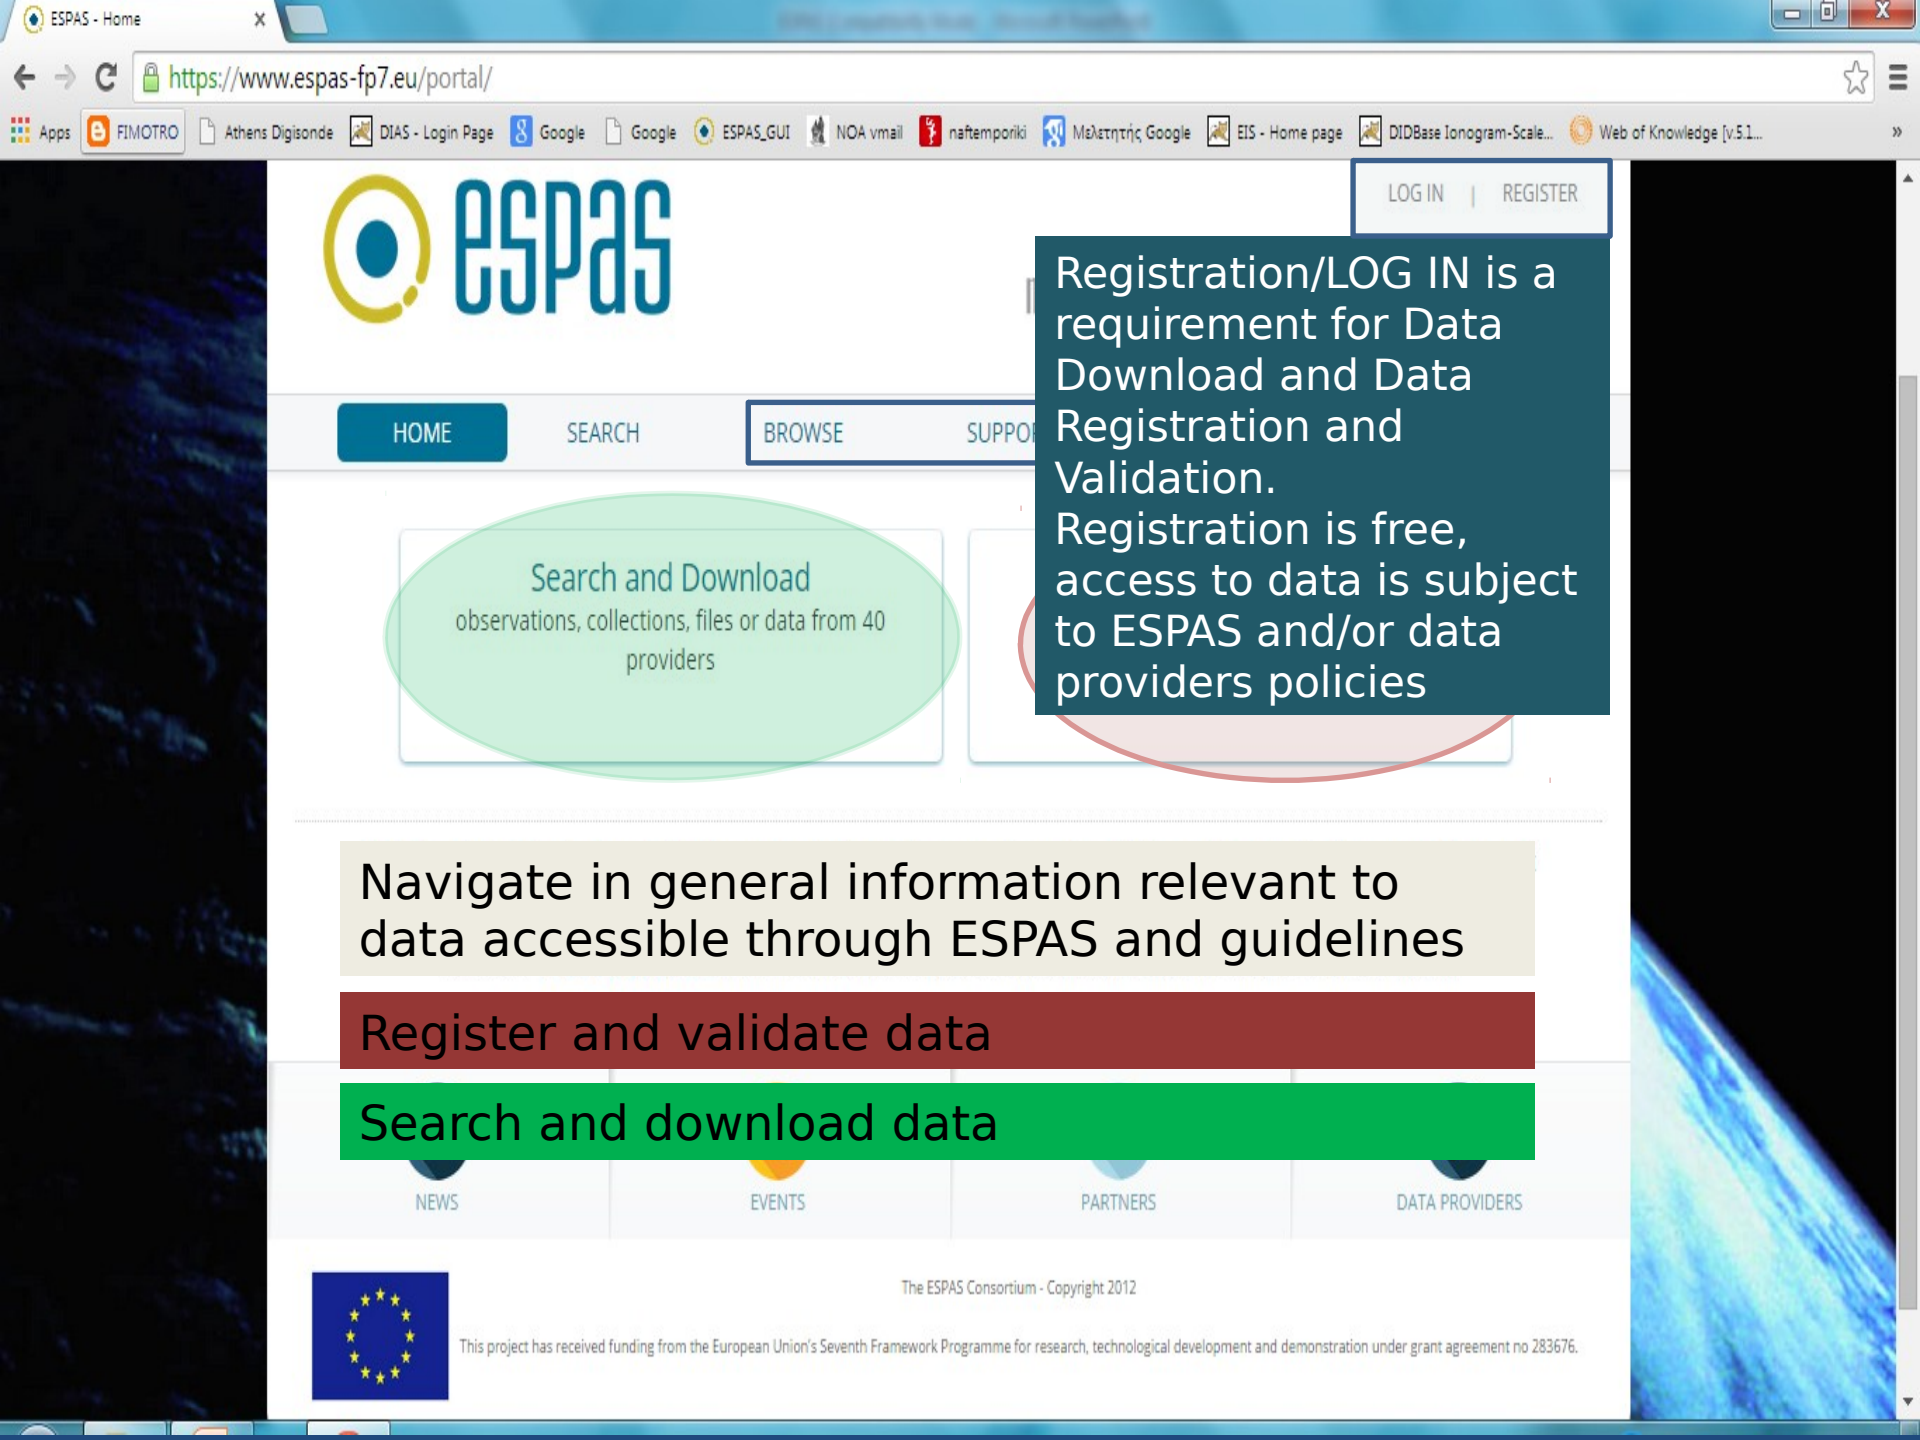 ESPAS - Home
https://www.espas-fp7.eu/portal/
Apps FIMOTRO Athens Digisonde DIAS - Login Page Google Google ESPAS_GUI NOA vmail naftemporiki Μελετητής Google EIS - Home page DIDBase Ionogram-Scale... Web of Knowledge [v.5.1...
espas
LOG IN | REGISTER
Registration/LOG IN is a
requirement for Data
Download and Data
Registration and
Validation.
Registration is free,
access to data is subject
to ESPAS and/or data
providers policies
HOME SEARCH BROWSE
Search and Download
observations, collections, files or data from 40
providers
Navigate in general information relevant to
data accessible through ESPAS and guidelines
Register and validate data
Search and download data
NEWS EVENTS PARTNERS DATA PROVIDERS
The ESPAS Consortium - Copyright 2012
This project has received funding from the European Union's Seventh Framework Programme for research, technological development and demonstration under grant agreement no 283676.